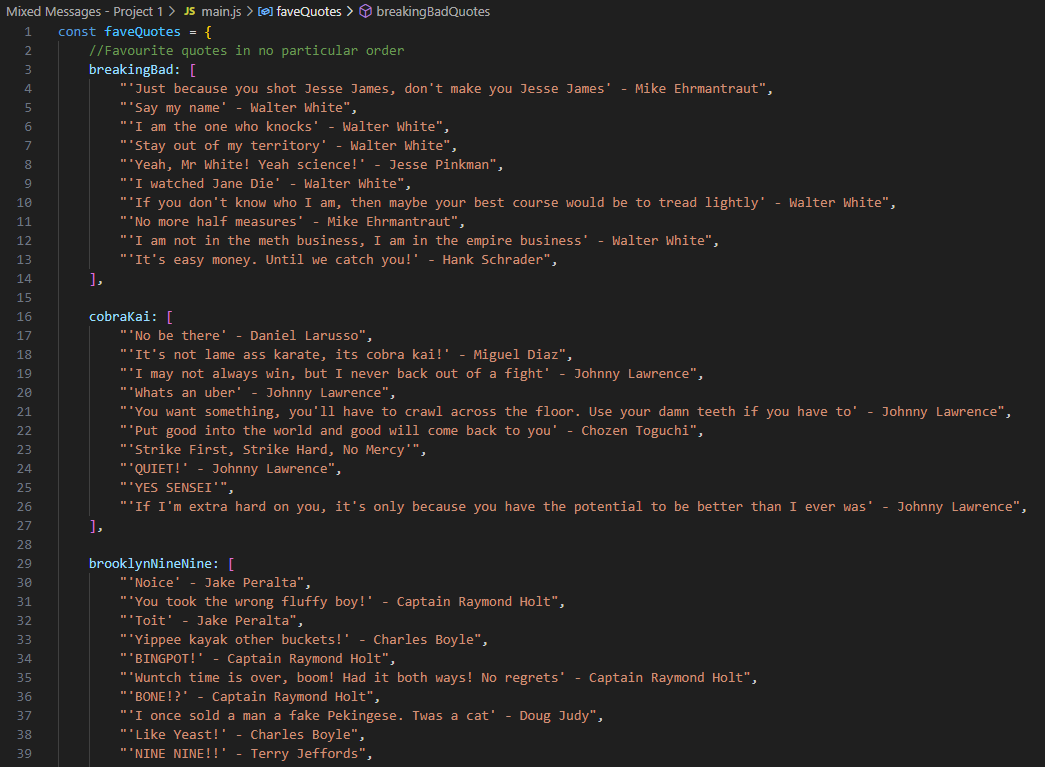 Mixed Messages - Project 1 > JS main.js > faveQuotes > breakingBadQuotes
1 const faveQuotes = {
2 //Favourite quotes in no particular order
3 breakingBad: [
4 "'Just because you shot Jesse James, don't make you Jesse James' - Mike Ehrmantraut",
5 "'Say my name' - Walter White",
6 "'I am the one who knocks' - Walter White",
7 "'Stay out of my territory' - Walter White",
8 "'Yeah, Mr White! Yeah science!' - Jesse Pinkman",
9 "'I watched Jane Die' - Walter White",
10 "'If you don't know who I am, then maybe your best course would be to tread lightly' - Walter White",
11 "'No more half measures' - Mike Ehrmantraut",
12 "'I am not in the meth business, I am in the empire business' - Walter White",
13 "'It's easy money. Until we catch you!' - Hank Schrader",
14 ],
15
16 cobraKai: [
17 "'No be there' - Daniel Larusso",
18 "'It's not lame ass karate, its cobra kai!' - Miguel Diaz",
19 "'I may not always win, but I never back out of a fight' - Johnny Lawrence",
20 "'Whats an uber' - Johnny Lawrence",
21 "'You want something, you'll have to crawl across the floor. Use your damn teeth if you have to' - Johnny Lawrence",
22 "'Put good into the world and good will come back to you' - Chozen Toguchi",
23 "'Strike First, Strike Hard, No Mercy'",
24 "'QUIET!' - Johnny Lawrence",
25 "'YES SENSEI'",
26 "'If I'm extra hard on you, it's only because you have the potential to be better than I ever was' - Johnny Lawrence",
27 ],
28
29 brooklynNineNine: [
30 "'Noice' - Jake Peralta",
31 "'You took the wrong fluffy boy!' - Captain Raymond Holt",
32 "'Toit' - Jake Peralta",
33 "'Yippee kayak other buckets!' - Charles Boyle",
34 "'BINGPOT!' - Captain Raymond Holt",
35 "'Wuntch time is over, boom! Had it both ways! No regrets' - Captain Raymond Holt",
36 "'BONE!?' - Captain Raymond Holt",
37 "'I once sold a man a fake Pekingese. Twas a cat' - Doug Judy",
38 "'Like Yeast!' - Charles Boyle",
39 "'NINE NINE!!' - Terry Jeffords",